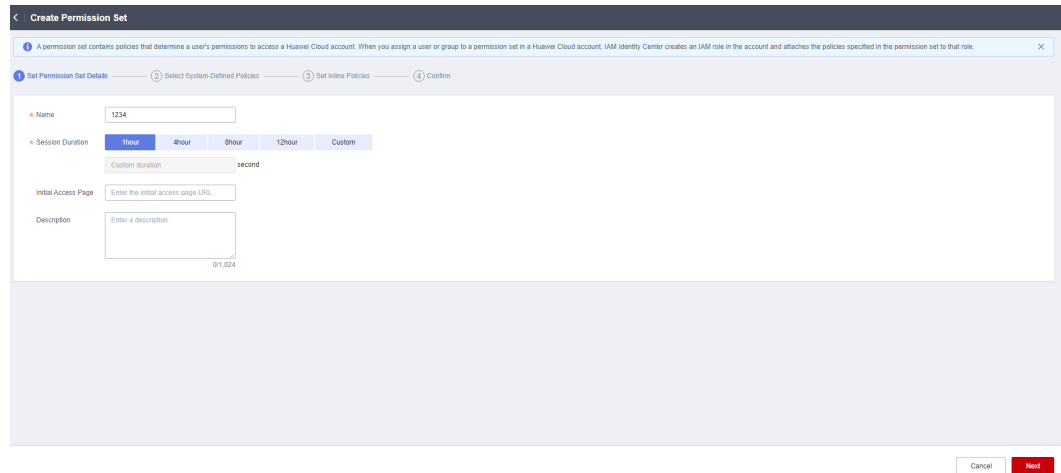 < Create Permission Set
A permission set contains policies that determine a user's permissions to access a Huawei Cloud account. When you assign a user or group to a permission set in a Huawei Cloud account, IAM Identity Center creates an IAM role in the account and attaches the policies specified in the permission set to that role.
1 Set Permission Set Details 2 Select System-Defined Policies 3 Set Inline Policies 4 Confirm
* Name 1234
* Session Duration 1hour 4hour 8hour 12hour Custom
Custom duration second
Initial Access Page Enter the initial access page URL.
Description Enter a description.
0/1,024
Cancel Next